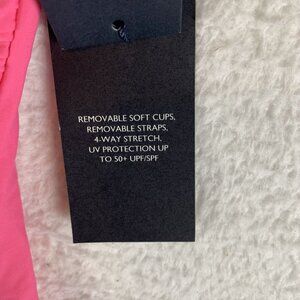 REMOVABLE SOFT CUPS,
REMOVABLE STRAPS,
4-WAY STRETCH,
UV PROTECTION UP
TO 50+ UPF/SPF